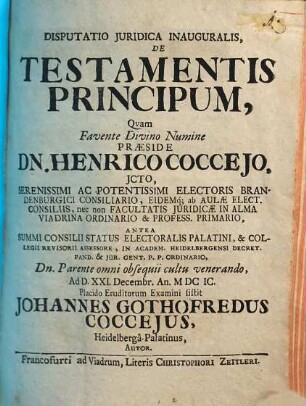 DISPUTATIO JURIDICA INAUGURALIS,
DE
TESTAMENTIS
PRINCIPUM,
Qvam
Favente Divino Numine
PRÆSIDE
DN. HENRICO COCCEJO.
JCTO,
SERENISSIMI AC POTENTISSIMI ELECTORIS BRAN-
DENBURGICI CONSILIARIO, EIDEMQ; ab AULÆ ELECT.
CONSILIIS, nec non FACULTATIS JURIDICÆ IN ALMA
VIADRINA ORDINARIO & PROFESS. PRIMARIO,
ANTEA
SUMMI CONSILII STATUS ELECTORALIS PALATINI, & COL-
LEGII REVISORII ASSESSORE, IN ACADEM. HEIDELBERGENSI DECRET.
PAND. & JUR. GENT. P. P. ORDINARIO,
Dn. Parente omni obsequii cultu venerando,
Ad D. XXI. Decembr. An. M DC IC.
Placido Eruditorum Examini sistit
JOHANNES GOTHOFREDUS
COCCEJUS,
Heidelbergâ-Palatinus,
AUTOR.
Francofurti ad Viadrum, Literis CHRISTOPHORI ZEITLERI.